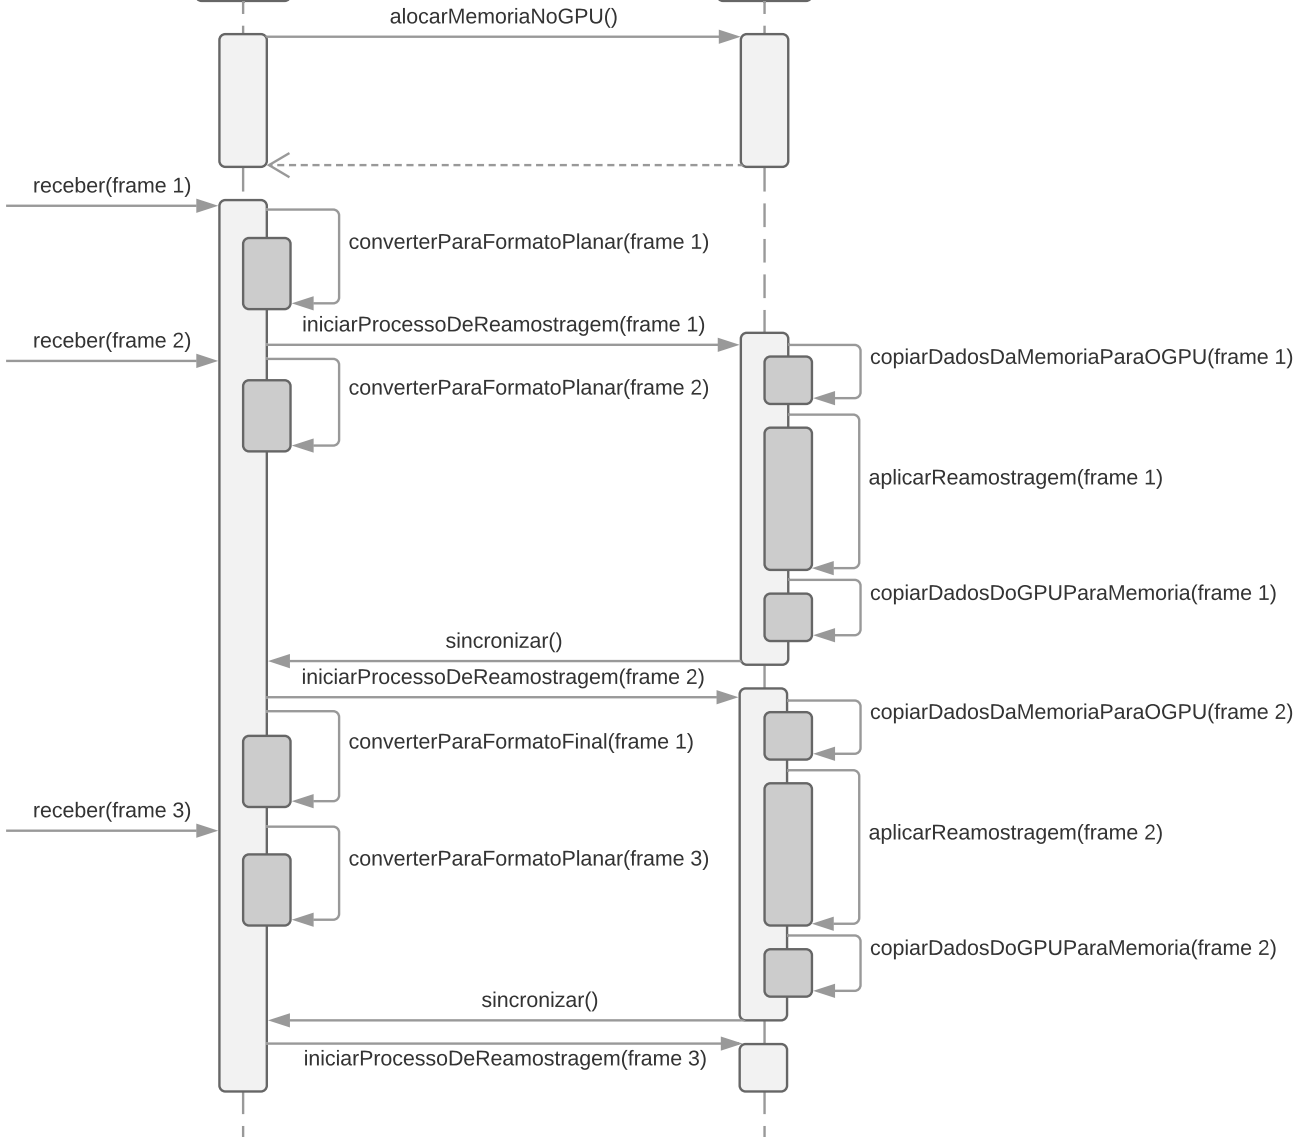 alocarMemoriaNoGPU()
receber(frame 1)
converterParaFormatoPlanar(frame 1)
iniciarProcessoDeReamostragem(frame 1)
receber(frame 2)
copiarDadosDaMemoriaParaOGPU(frame 1)
converterParaFormatoPlanar(frame 2)
aplicarReamostragem(frame 1)
copiarDadosDoGPUParaMemoria(frame 1)
sincronizar()
iniciarProcessoDeReamostragem(frame 2)
copiarDadosDaMemoriaParaOGPU(frame 2)
converterParaFormatoFinal(frame 1)
receber(frame 3)
aplicarReamostragem(frame 2)
converterParaFormatoPlanar(frame 3)
copiarDadosDoGPUParaMemoria(frame 2)
sincronizar()
iniciarProcessoDeReamostragem(frame 3)